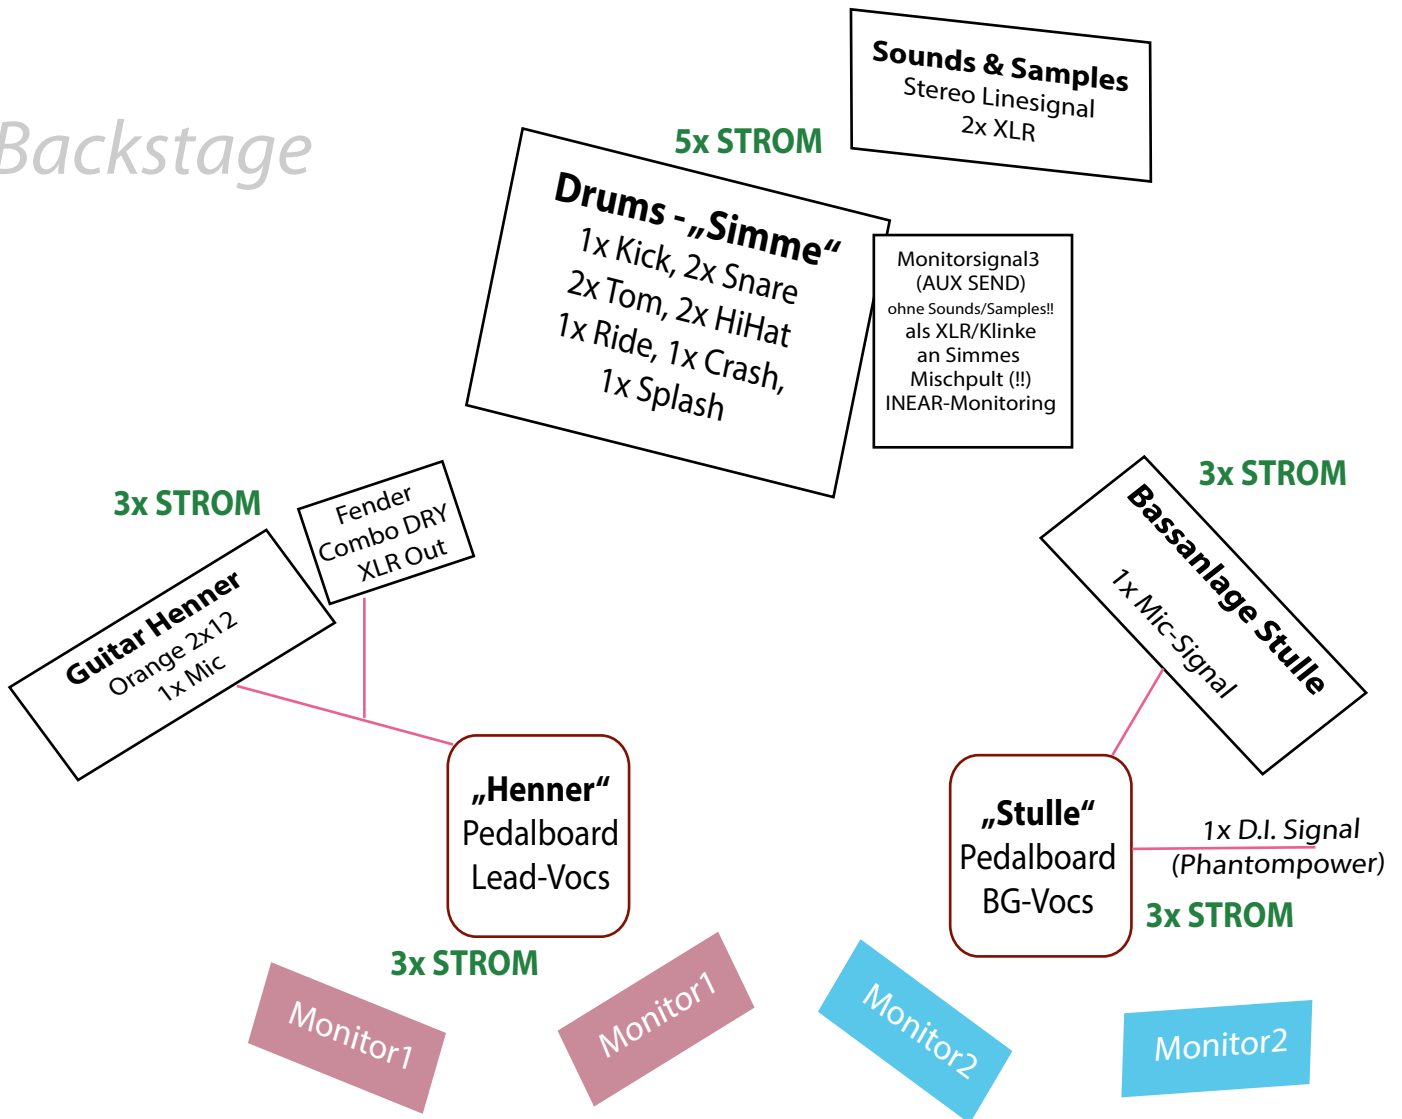 Backstage
Sounds & Samples
Stereo Linesignal
2x XLR
5x STROM
Drums - „Simme“
1x Kick, 2x Snare
2x Tom, 2x HiHat
1x Ride, 1x Crash,
1x Splash
Monitorsignal3
(AUX SEND)
ohne Sounds/Samples!!
als XLR/Klinke
an Simmes
Mischpult (!!)
INEAR-Monitoring
3x STROM
Fender
Combo DRY
XLR Out
Guitar Henner
Orange 2x12
1x Mic
3x STROM
Bassanlage Stulle
1x Mic-Signal
„Henner“
Pedalboard
Lead-Vocs
3x STROM
„Stulle“
Pedalboard
BG-Vocs
1x D.I. Signal
(Phantompower)
3x STROM
Monitor1
Monitor1
Monitor2
Monitor2